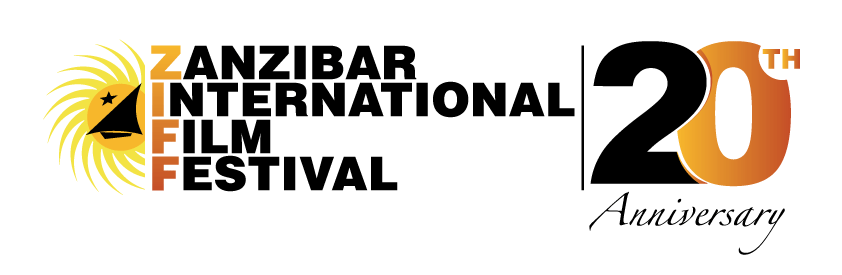 ZANZIBAR
INTERNATIONAL
FILM
FESTIVAL
20TH
Anniversary